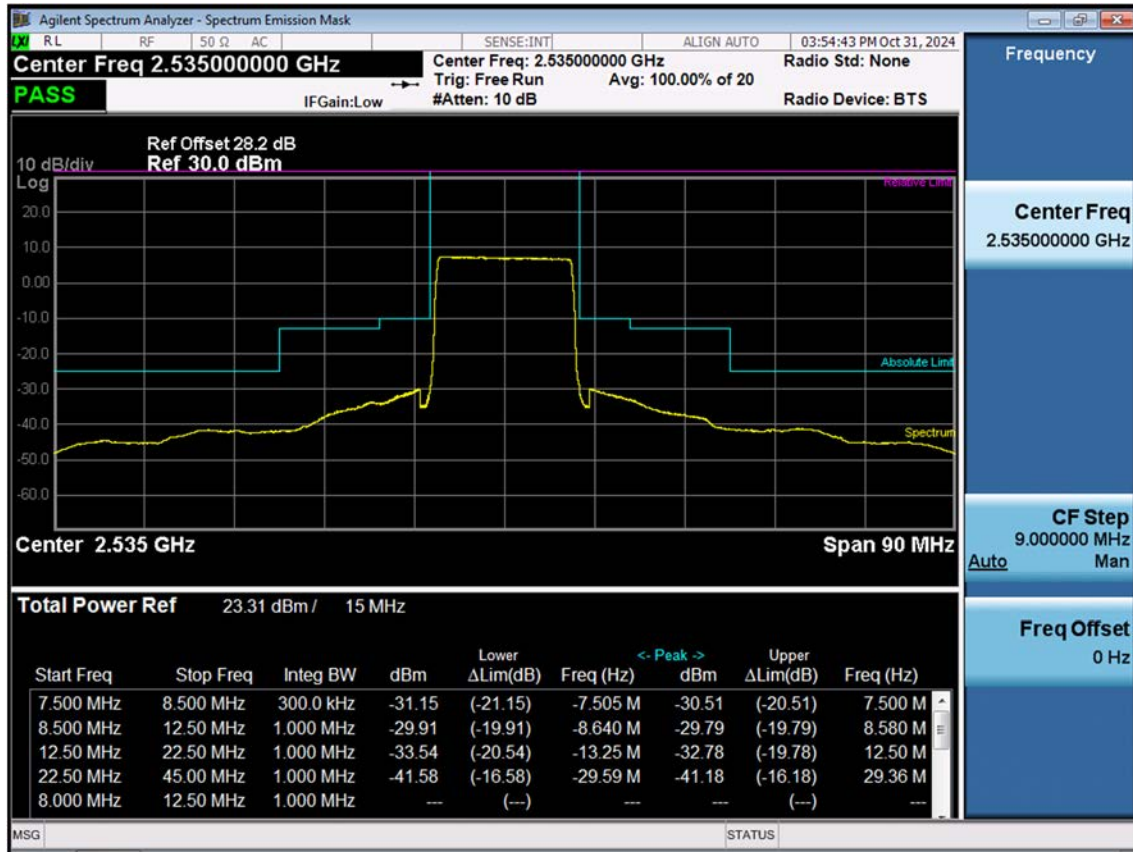 Agilent Spectrum Analyzer - Spectrum Emission Mask
LXI RL RF 50 Ω AC SENSE:INT ALIGN AUTO 03:54:43 PM Oct 31, 2024
Center Freq 2.535000000 GHz Center Freq: 2.535000000 GHz Radio Std: None
Trig: Free Run Avg: 100.00% of 20
PASS IFGain:Low #Atten: 10 dB Radio Device: BTS
Ref Offset 28.2 dB
10 dB/div Ref 30.0 dBm
Log
Relative Limit
20.0
10.0
0.00
-10.0
-20.0
Absolute Limit
-30.0
-40.0
Spectrum
-50.0
-60.0
Center 2.535 GHz Span 90 MHz
Total Power Ref 23.31 dBm / 15 MHz
Lower <- Peak -> Upper
Start Freq Stop Freq Integ BW dBm ΔLim(dB) Freq (Hz) dBm ΔLim(dB) Freq (Hz)
7.500 MHz 8.500 MHz 300.0 kHz -31.15 (-21.15) -7.505 M -30.51 (-20.51) 7.500 M
8.500 MHz 12.50 MHz 1.000 MHz -29.91 (-19.91) -8.640 M -29.79 (-19.79) 8.580 M
12.50 MHz 22.50 MHz 1.000 MHz -33.54 (-20.54) -13.25 M -32.78 (-19.78) 12.50 M
22.50 MHz 45.00 MHz 1.000 MHz -41.58 (-16.58) -29.59 M -41.18 (-16.18) 29.36 M
8.000 MHz 12.50 MHz 1.000 MHz --- (---) --- --- (---) ---
MSG STATUS
Frequency
Center Freq
2.535000000 GHz
CF Step
9.000000 MHz
Auto Man
Freq Offset
0 Hz